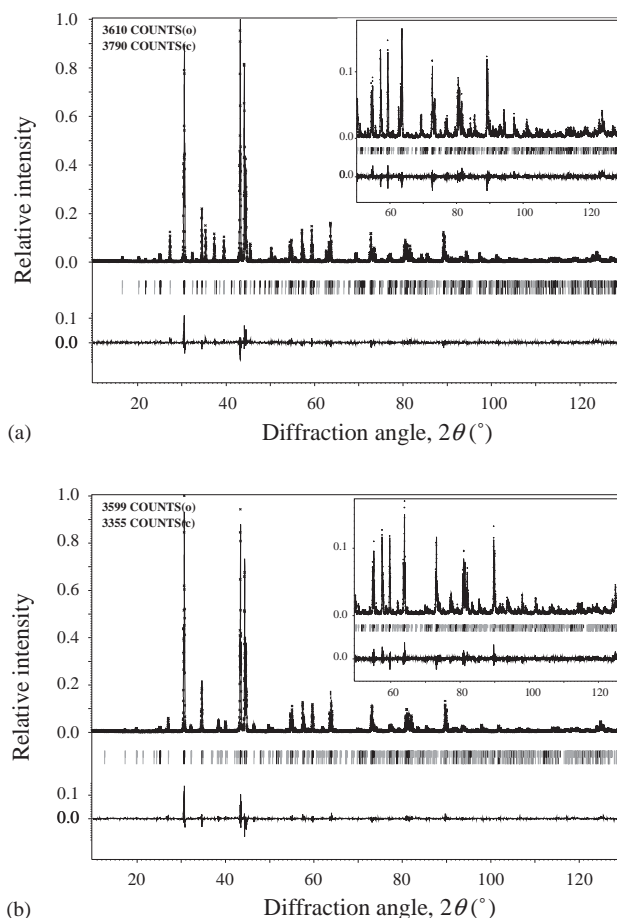 3610 COUNTS(o)
3790 COUNTS(c)
1.0
0.8
0.6
0.4
0.2
0.0
0.1
0.0
Relative intensity
0.1
0.0
0.0
60 80 100 120
20 40 60 80 100 120
(a)
Diffraction angle, 2θ(°)
3599 COUNTS(o)
3355 COUNTS(c)
1.0
0.8
0.6
0.4
0.2
0.0
0.1
0.0
Relative intensity
0.1
0.0
0.0
60 80 100 120
20 40 60 80 100 120
(b)
Diffraction angle, 2θ(°)